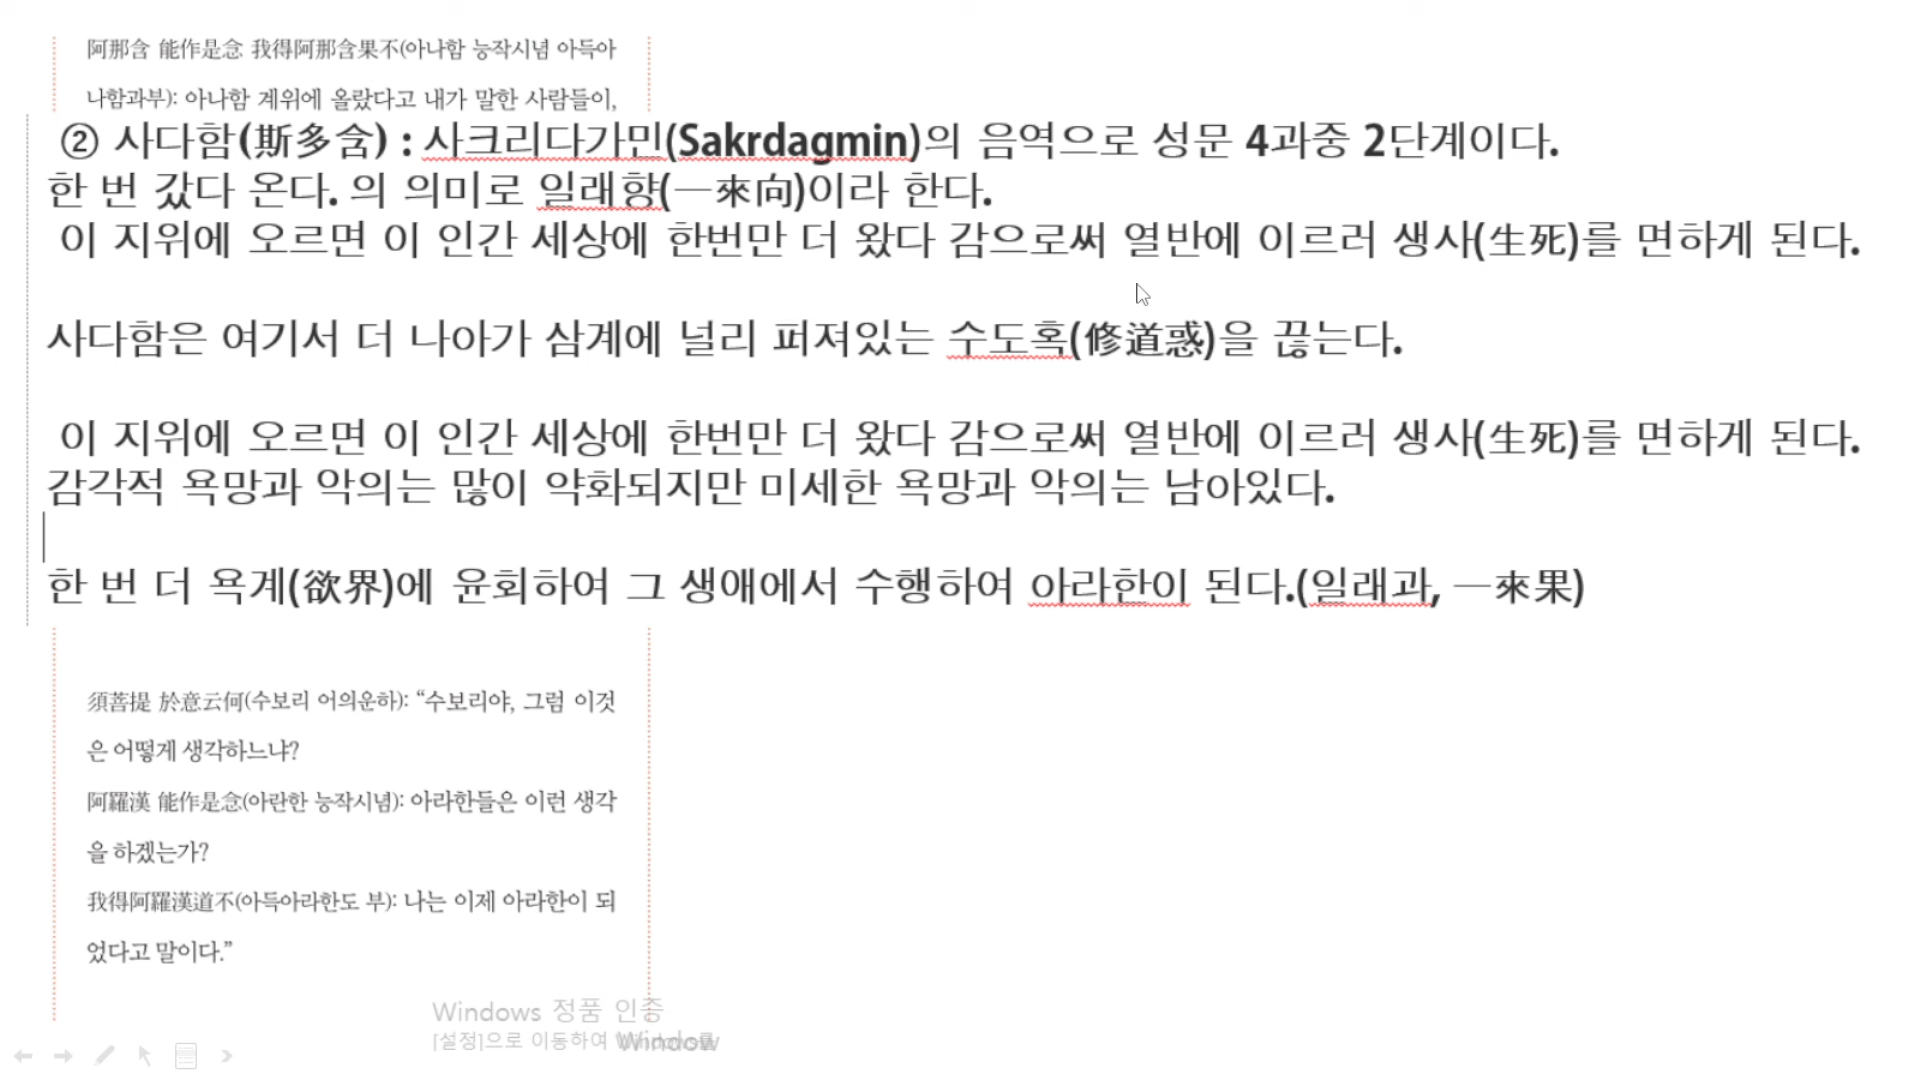 阿那含 能作是念 我得阿那含果不(아나함 능작시념 아득아
나함과부): 아나함 계위에 올랐다고 내가 말한 사람들이,
② 사다함(斯多含) : 사크리다가민(Sakrdagmin)의 음역으로 성문 4과중 2단계이다.
한 번 갔다 온다. 의 의미로 일래향(一來向)이라 한다.
이 지위에 오르면 이 인간 세상에 한번만 더 왔다 감으로써 열반에 이르러 생사(生死)를 면하게 된다.
사다함은 여기서 더 나아가 삼계에 널리 퍼져있는 수도혹(修道惑)을 끊는다.
이 지위에 오르면 이 인간 세상에 한번만 더 왔다 감으로써 열반에 이르러 생사(生死)를 면하게 된다.
감각적 욕망과 악의는 많이 약화되지만 미세한 욕망과 악의는 남아있다.
한 번 더 욕계(欲界)에 윤회하여 그 생애에서 수행하여 아라한이 된다.(일래과, 一來果)
須菩提 於意云何(수보리 어의운하): “수보리야, 그럼 이것
은 어떻게 생각하느냐?
阿羅漢 能作是念(아란한 능작시념): 아라한들은 이런 생각
을 하겠는가?
我得阿羅漢道不(아득아라한도 부): 나는 이제 아라한이 되
었다고 말이다.”
Windows 정품 인증
[설정]으로 이동하여 Window